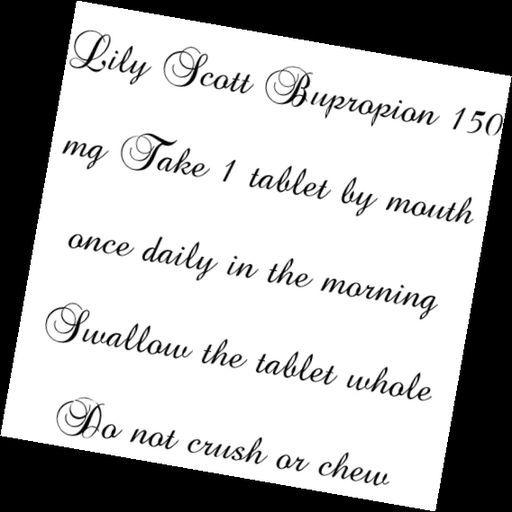 Lily Scott Bupropion 150
mg Take 1 tablet by mouth
once daily in the morning
Swallow the tablet whole
Do not crush or chew